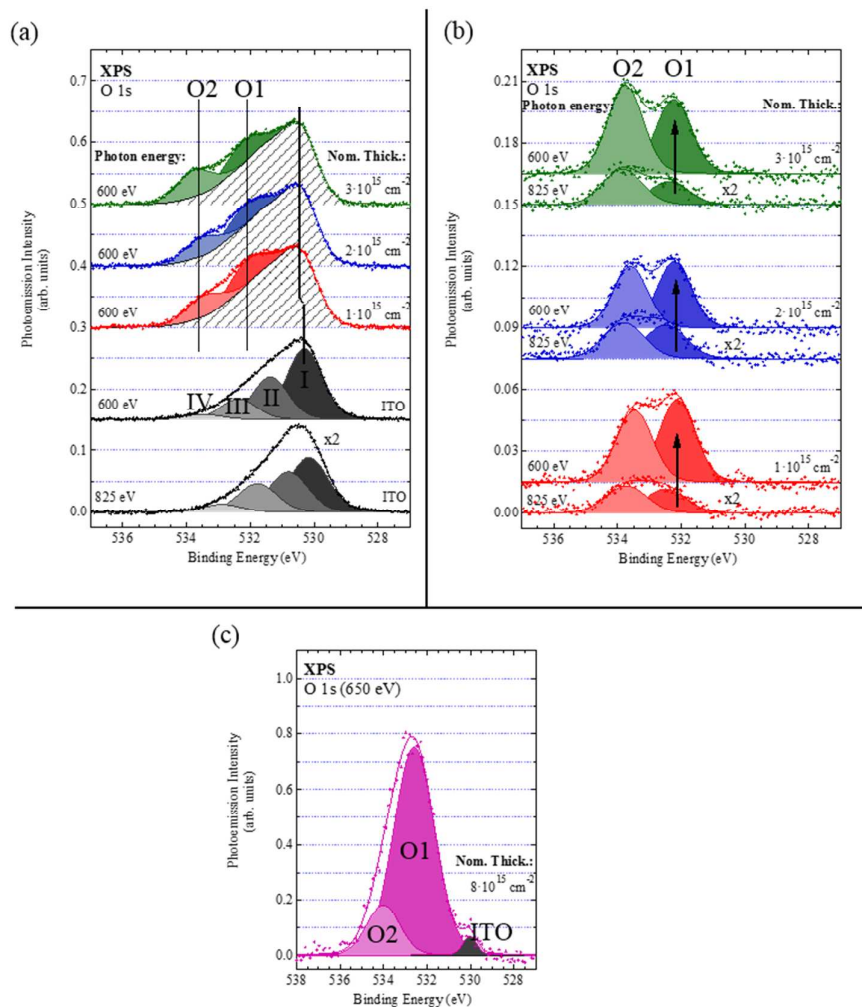 (a)
XPS
O 1s
O2 O1
Photon energy: Nom. Thick.:
600 eV 3·10¹⁵ cm⁻²
600 eV 2·10¹⁵ cm⁻²
600 eV 1·10¹⁵ cm⁻²
IV III II I
600 eV ITO
x2
825 eV ITO
0.7
0.6
0.5
0.4
0.3
0.2
0.1
0.0
Photoemission Intensity
(arb. units)
536 534 532 530 528
Binding Energy (eV)
(b)
XPS
O 1s
O2 O1
Photon energy: Nom. Thick.:
600 eV 3·10¹⁵ cm⁻²
825 eV x2
600 eV 2·10¹⁵ cm⁻²
825 eV x2
600 eV 1·10¹⁵ cm⁻²
825 eV x2
0.21
0.18
0.15
0.12
0.09
0.06
0.03
0.00
Photoemission Intensity
(arb. units)
536 534 532 530 528
Binding Energy (eV)
(c)
XPS
O 1s (650 eV)
O1
Nom. Thick.:
8·10¹⁵ cm⁻²
O2 ITO
1.0
0.8
0.6
0.4
0.2
0.0
Photoemission Intensity
(arb. units)
538 536 534 532 530 528
Binding Energy (eV)